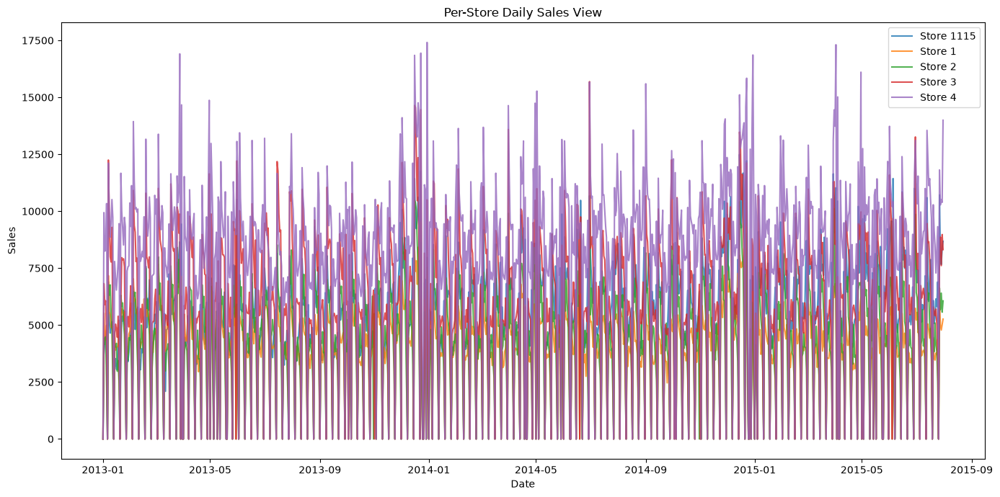 Per-Store Daily Sales View
Store 1115
Store 1
Store 2
Store 3
Store 4
Sales
17500
15000
12500
10000
7500
5000
2500
0
2013-01
2013-05
2013-09
2014-01
2014-05
2014-09
2015-01
2015-05
2015-09
Date